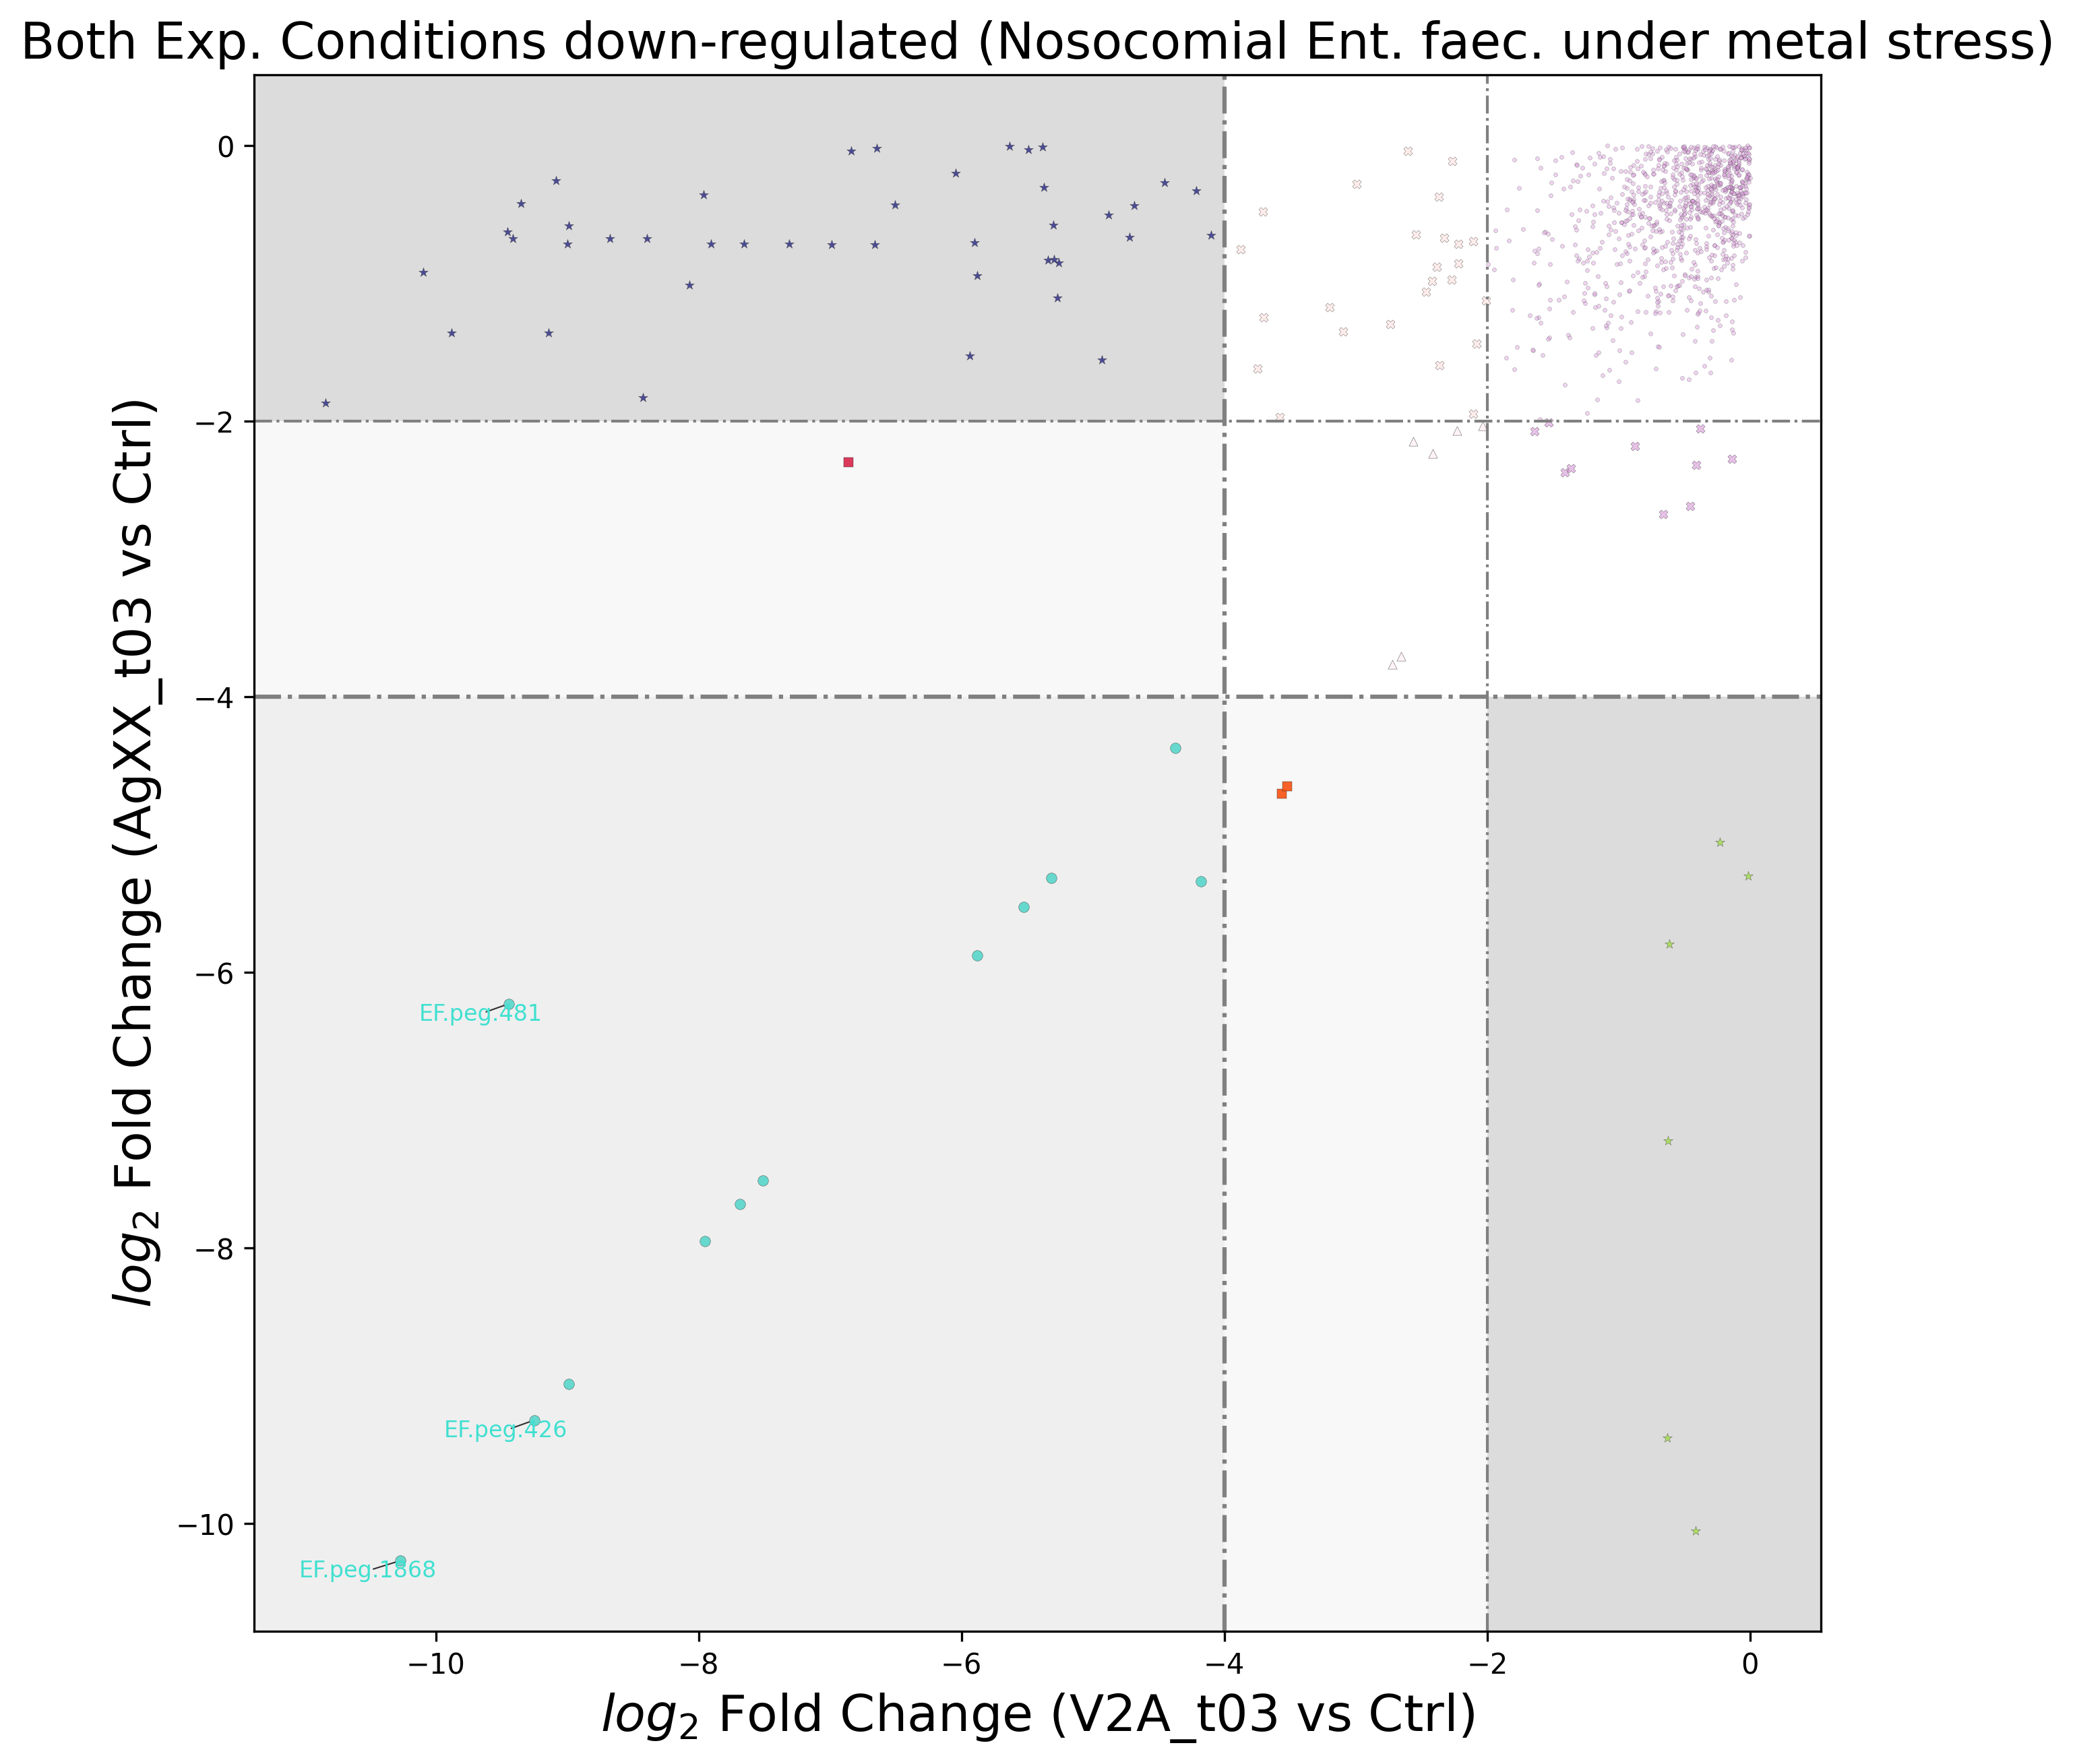 Both Exp. Conditions down-regulated (Nosocomial Ent. faec. under metal stress)
log₂ Fold Change (AgXX_t03 vs Ctrl)
0
−2
−4
−6
−8
−10
EF.peg.481
EF.peg.426
EF.peg.1868
−10 −8 −6 −4 −2 0
log₂ Fold Change (V2A_t03 vs Ctrl)